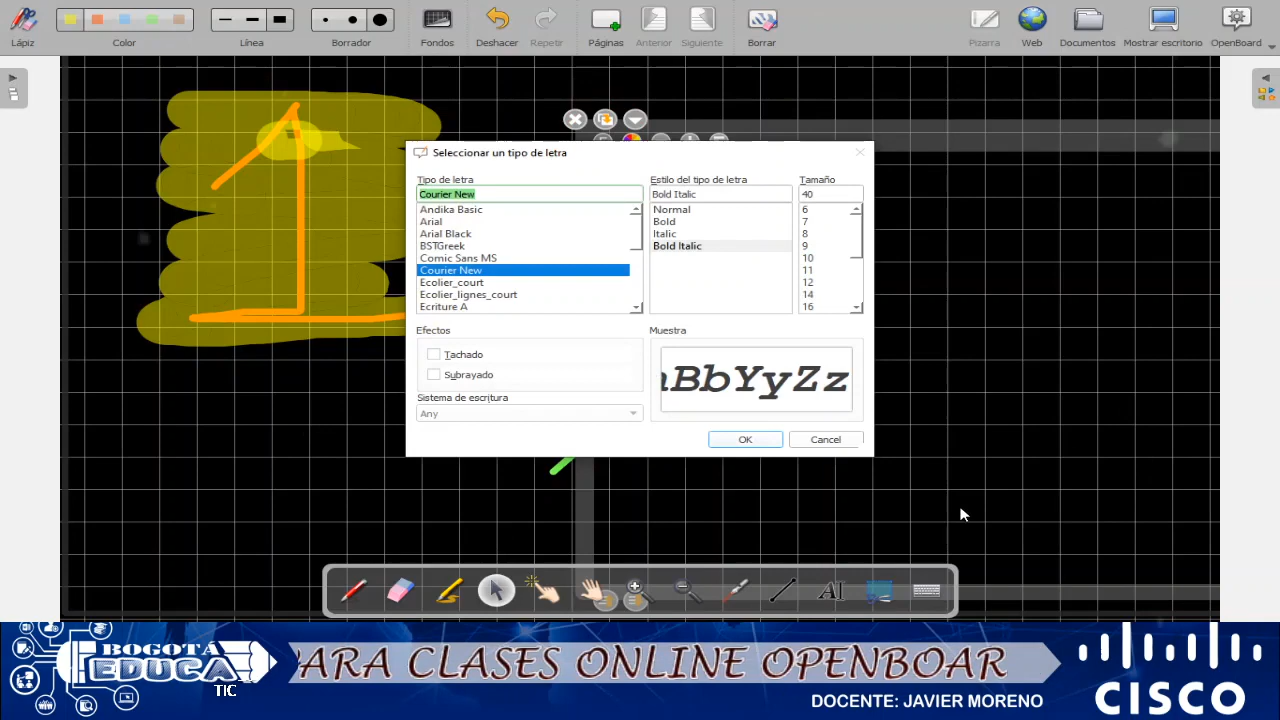 Lápiz
Color
Línea
Borrador
Fondos
Deshacer
Repetir
Páginas
Anterior
Siguiente
Borrar
Pizarra
Web
Documentos
Mostrar escritorio
OpenBoard
1
Seleccionar un tipo de letra
Tipo de letra
Courier New
Andika Basic
Arial
Arial Black
BSTGreek
Comic Sans MS
Courier New
Ecolier_court
Ecolier_lignes_court
Ecriture A
Estilo del tipo de letra
Bold Italic
Normal
Bold
Italic
Bold Italic
Tamaño
40
6
7
8
9
10
11
12
14
16
Efectos
Tachado
Subrayado
Sistema de escritura
Any
Muestra
BbYyZz
OK
Cancel
AI
BOGOTA
EDUCA
TIC
ARA CLASES ONLINE OPENBOAR
DOCENTE: JAVIER MORENO
CISCO